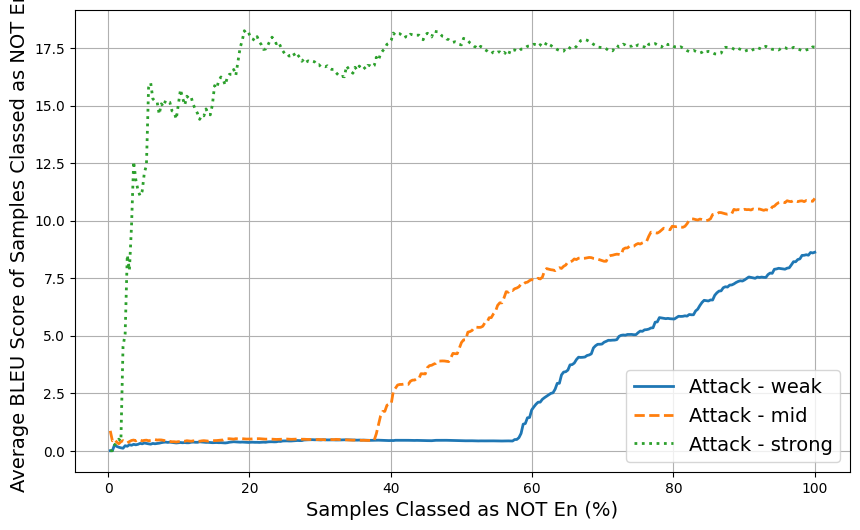 Average BLEU Score of Samples Classed as NOT En
17.5
15.0
12.5
10.0
7.5
5.0
2.5
0.0
0 20 40 60 80 100
Samples Classed as NOT En (%)
Attack - weak
Attack - mid
Attack - strong